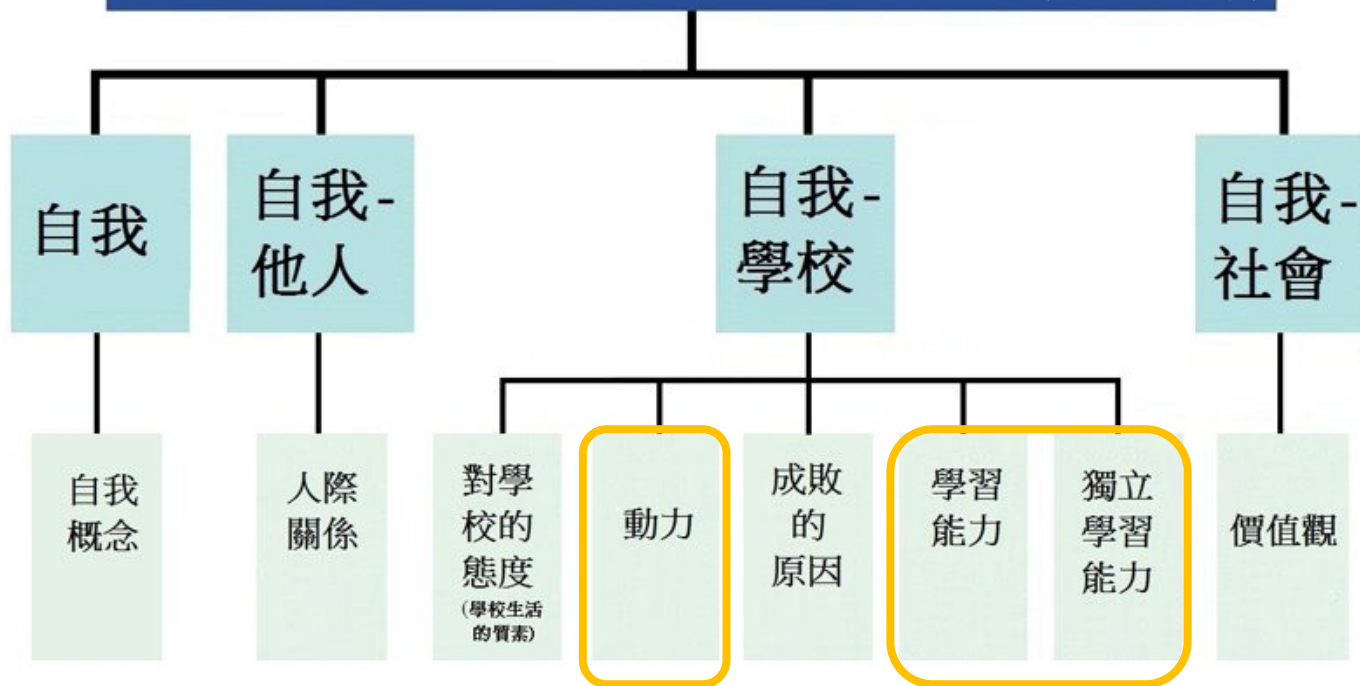 自我
自我-
他人
自我-
學校
自我-
社會
自我
概念
人際
關係
對學
校的
態度
(學校生活
的質素)
動力
成敗
的
原因
學習
能力
獨立
學習
能力
價值觀